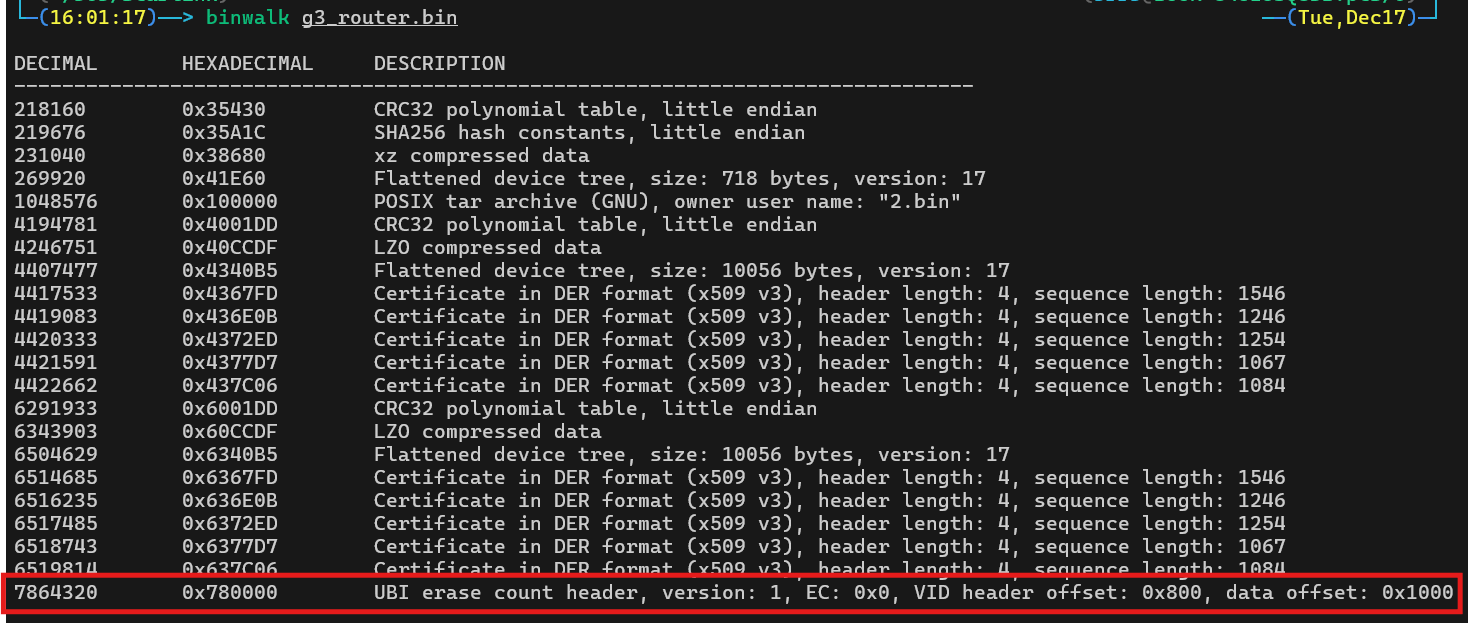 └─(16:01:17)──> binwalk g3_router.bin ──(Tue,Dec17)─┘
DECIMAL HEXADECIMAL DESCRIPTION
--------------------------------------------------------------------------------
218160 0x35430 CRC32 polynomial table, little endian
219676 0x35A1C SHA256 hash constants, little endian
231040 0x38680 xz compressed data
269920 0x41E60 Flattened device tree, size: 718 bytes, version: 17
1048576 0x100000 POSIX tar archive (GNU), owner user name: "2.bin"
4194781 0x4001DD CRC32 polynomial table, little endian
4246751 0x40CCDF LZO compressed data
4407477 0x4340B5 Flattened device tree, size: 10056 bytes, version: 17
4417533 0x4367FD Certificate in DER format (x509 v3), header length: 4, sequence length: 1546
4419083 0x436E0B Certificate in DER format (x509 v3), header length: 4, sequence length: 1246
4420333 0x4372ED Certificate in DER format (x509 v3), header length: 4, sequence length: 1254
4421591 0x4377D7 Certificate in DER format (x509 v3), header length: 4, sequence length: 1067
4422662 0x437C06 Certificate in DER format (x509 v3), header length: 4, sequence length: 1084
6291933 0x6001DD CRC32 polynomial table, little endian
6343903 0x60CCDF LZO compressed data
6504629 0x6340B5 Flattened device tree, size: 10056 bytes, version: 17
6514685 0x6367FD Certificate in DER format (x509 v3), header length: 4, sequence length: 1546
6516235 0x636E0B Certificate in DER format (x509 v3), header length: 4, sequence length: 1246
6517485 0x6372ED Certificate in DER format (x509 v3), header length: 4, sequence length: 1254
6518743 0x6377D7 Certificate in DER format (x509 v3), header length: 4, sequence length: 1067
6519814 0x637C06 Certificate in DER format (x509 v3), header length: 4, sequence length: 1084
7864320 0x780000 UBI erase count header, version: 1, EC: 0x0, VID header offset: 0x800, data offset: 0x1000